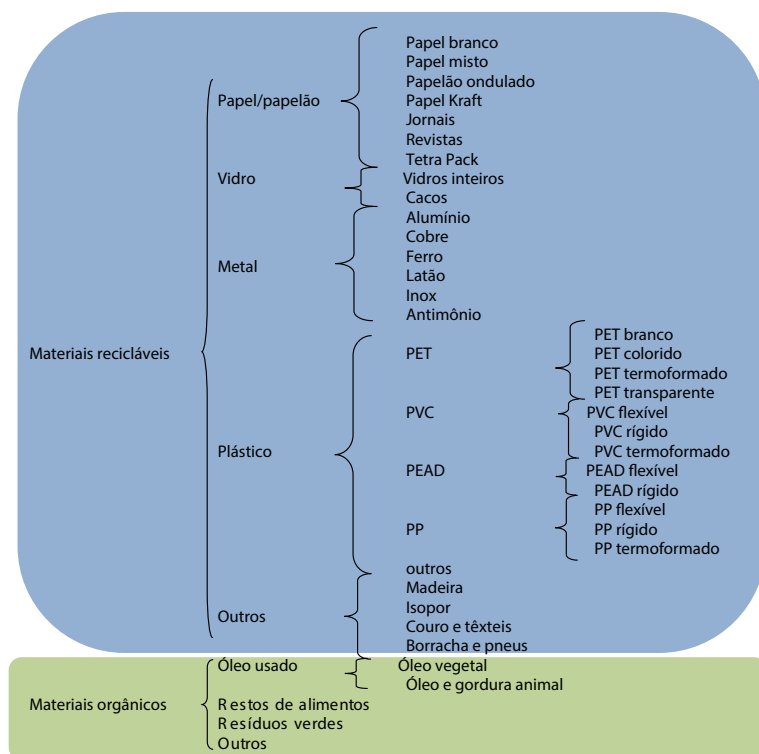 Materiais recicláveis
Papel/papelão
Papel branco
Papel misto
Papelão ondulado
Papel Kraft
Jornais
Revistas
Tetra Pack
Vidro
Vidros inteiros
Cacos
Metal
Alumínio
Cobre
Ferro
Latão
Inox
Antimônio
Plástico
PET
PET branco
PET colorido
PET termoformado
PET transparente
PVC
PVC flexível
PVC rígido
PVC termoformado
PEAD
PEAD flexível
PEAD rígido
PP
PP flexível
PP rígido
PP termoformado
outros
Outros
Madeira
Isopor
Couro e têxteis
Borracha e pneus
Materiais orgânicos
Óleo usado
Óleo vegetal
Óleo e gordura animal
Restos de alimentos
Resíduos verdes
Outros